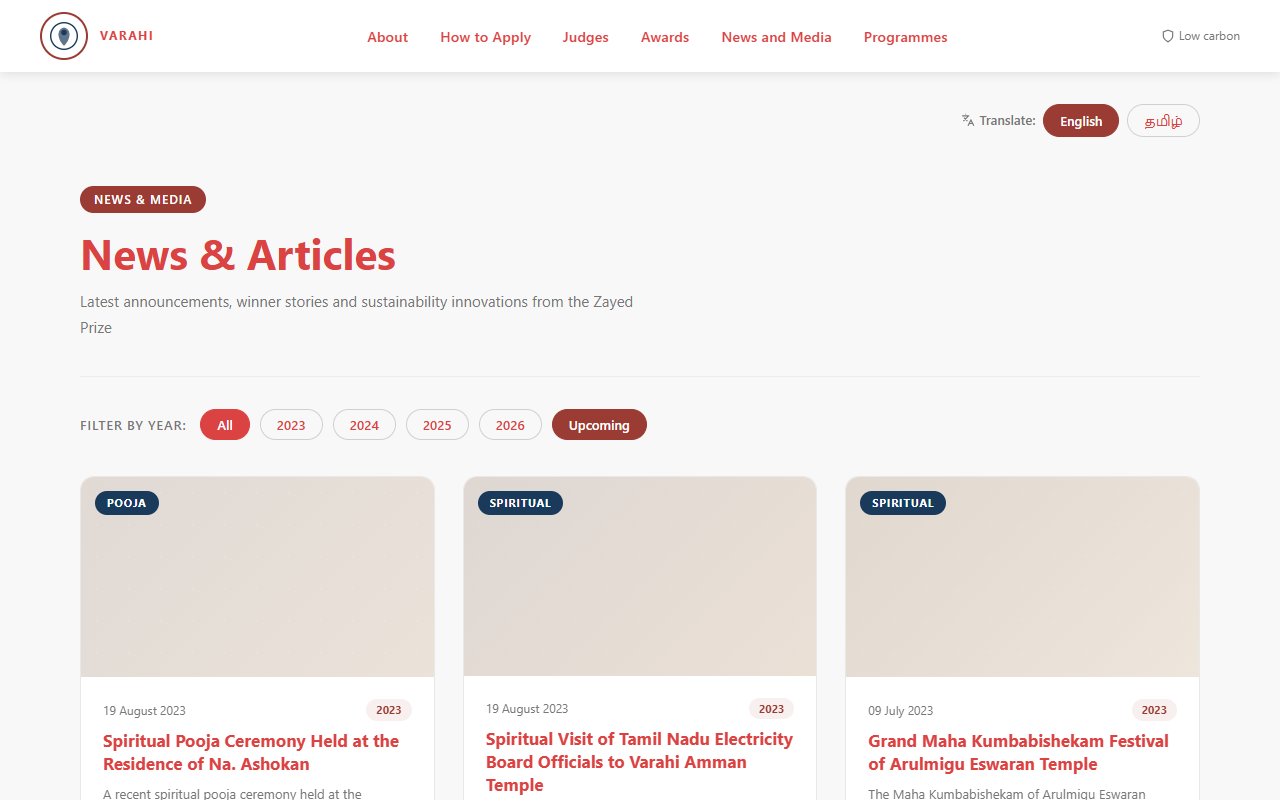 VARAHI
About
How to Apply
Judges
Awards
News and Media
Programmes
Low carbon
Translate:
English
தமிழ்
NEWS & MEDIA
News & Articles
Latest announcements, winner stories and sustainability innovations from the Zayed
Prize
FILTER BY YEAR:
All
2023
2024
2025
2026
Upcoming
POOJA
19 August 2023
2023
Spiritual Pooja Ceremony Held at the
Residence of Na. Ashokan
A recent spiritual pooja ceremony held at the
SPIRITUAL
19 August 2023
2023
Spiritual Visit of Tamil Nadu Electricity
Board Officials to Varahi Amman
Temple
SPIRITUAL
09 July 2023
2023
Grand Maha Kumbabishekam Festival
of Arulmigu Eswaran Temple
The Maha Kumbabishekam of Arulmigu Eswaran